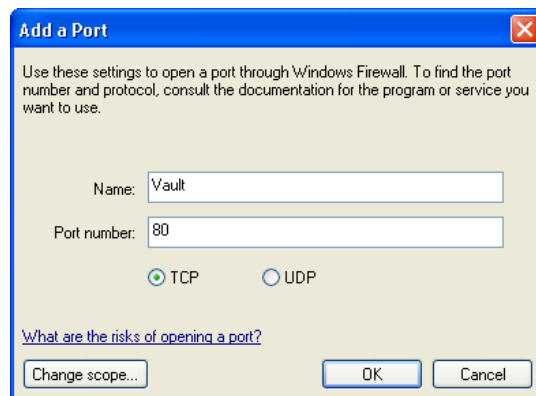 Add a Port
Use these settings to open a port through Windows Firewall. To find the port
number and protocol, consult the documentation for the program or service you
want to use.
Name: Vault
Port number: 80
TCP UDP
What are the risks of opening a port?
Change scope... OK Cancel